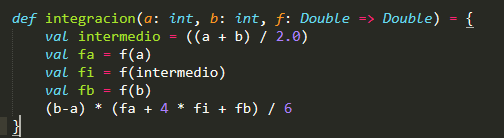 def integracion(a: int, b: int, f: Double => Double) = {
    val intermedio = ((a + b) / 2.0)
    val fa = f(a)
    val fi = f(intermedio)
    val fb = f(b)
    (b-a) * (fa + 4 * fi + fb) / 6
}